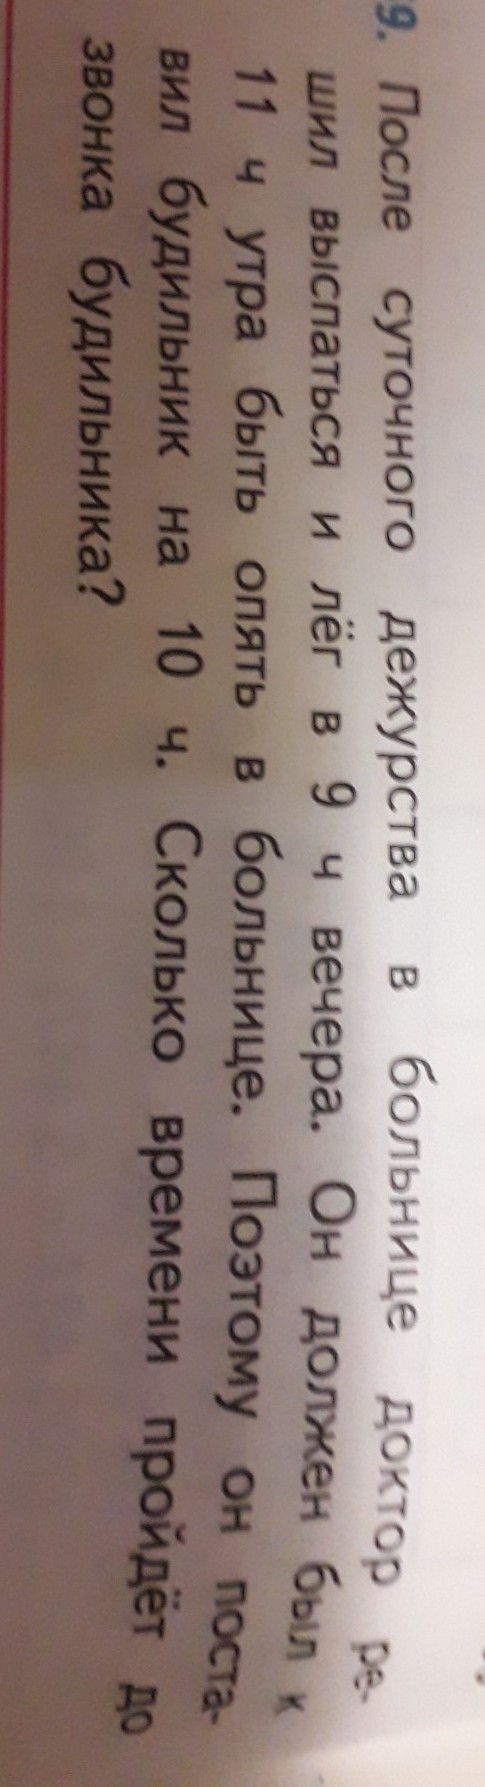 9. После суточного дежурства в больнице доктор ре-
шил выспаться и лёг в 9 ч вечера. Он должен был к
11 ч утра быть опять в больнице. Поэтому он поста-
вил будильник на 10 ч. Сколько времени пройдёт до
звонка будильника?